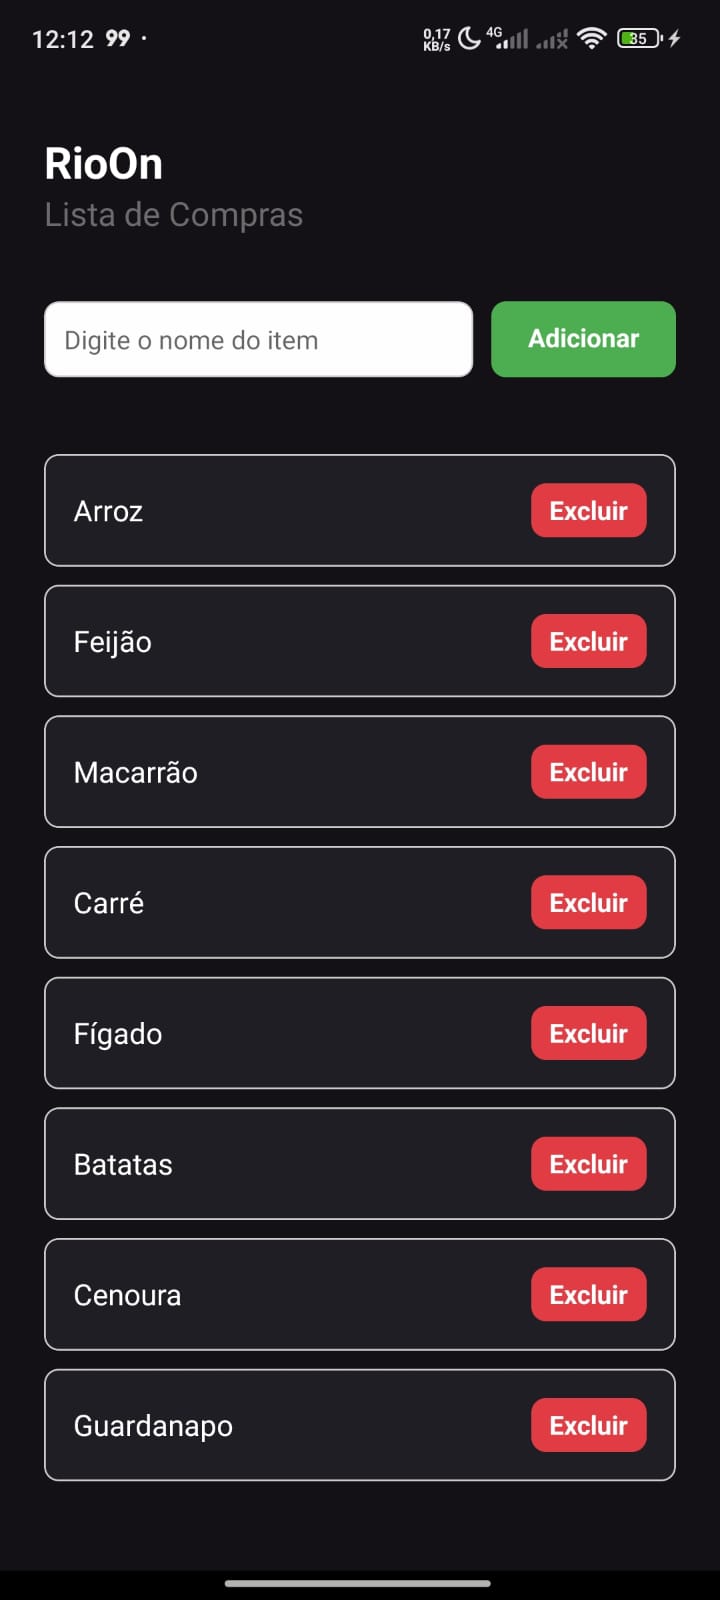 12:12 99 · 0,17 KB/s 4G 35
RioOn
Lista de Compras
Digite o nome do item Adicionar
Arroz Excluir
Feijão Excluir
Macarrão Excluir
Carré Excluir
Fígado Excluir
Batatas Excluir
Cenoura Excluir
Guardanapo Excluir